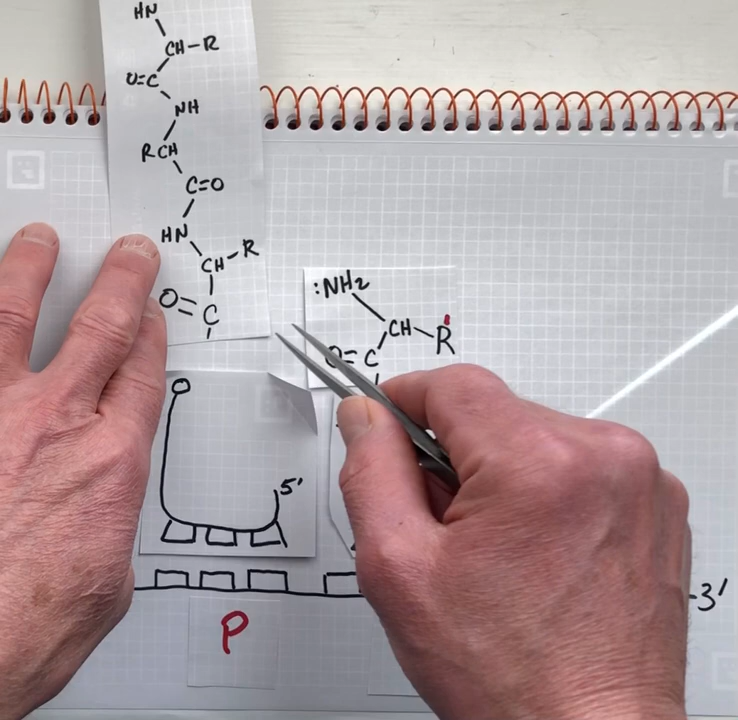 HN
CH-R
O=C
NH
RCH
C=O
HN
CH-R
O=C
:NH2
CH-R
O=C
O
5'
-3'
P